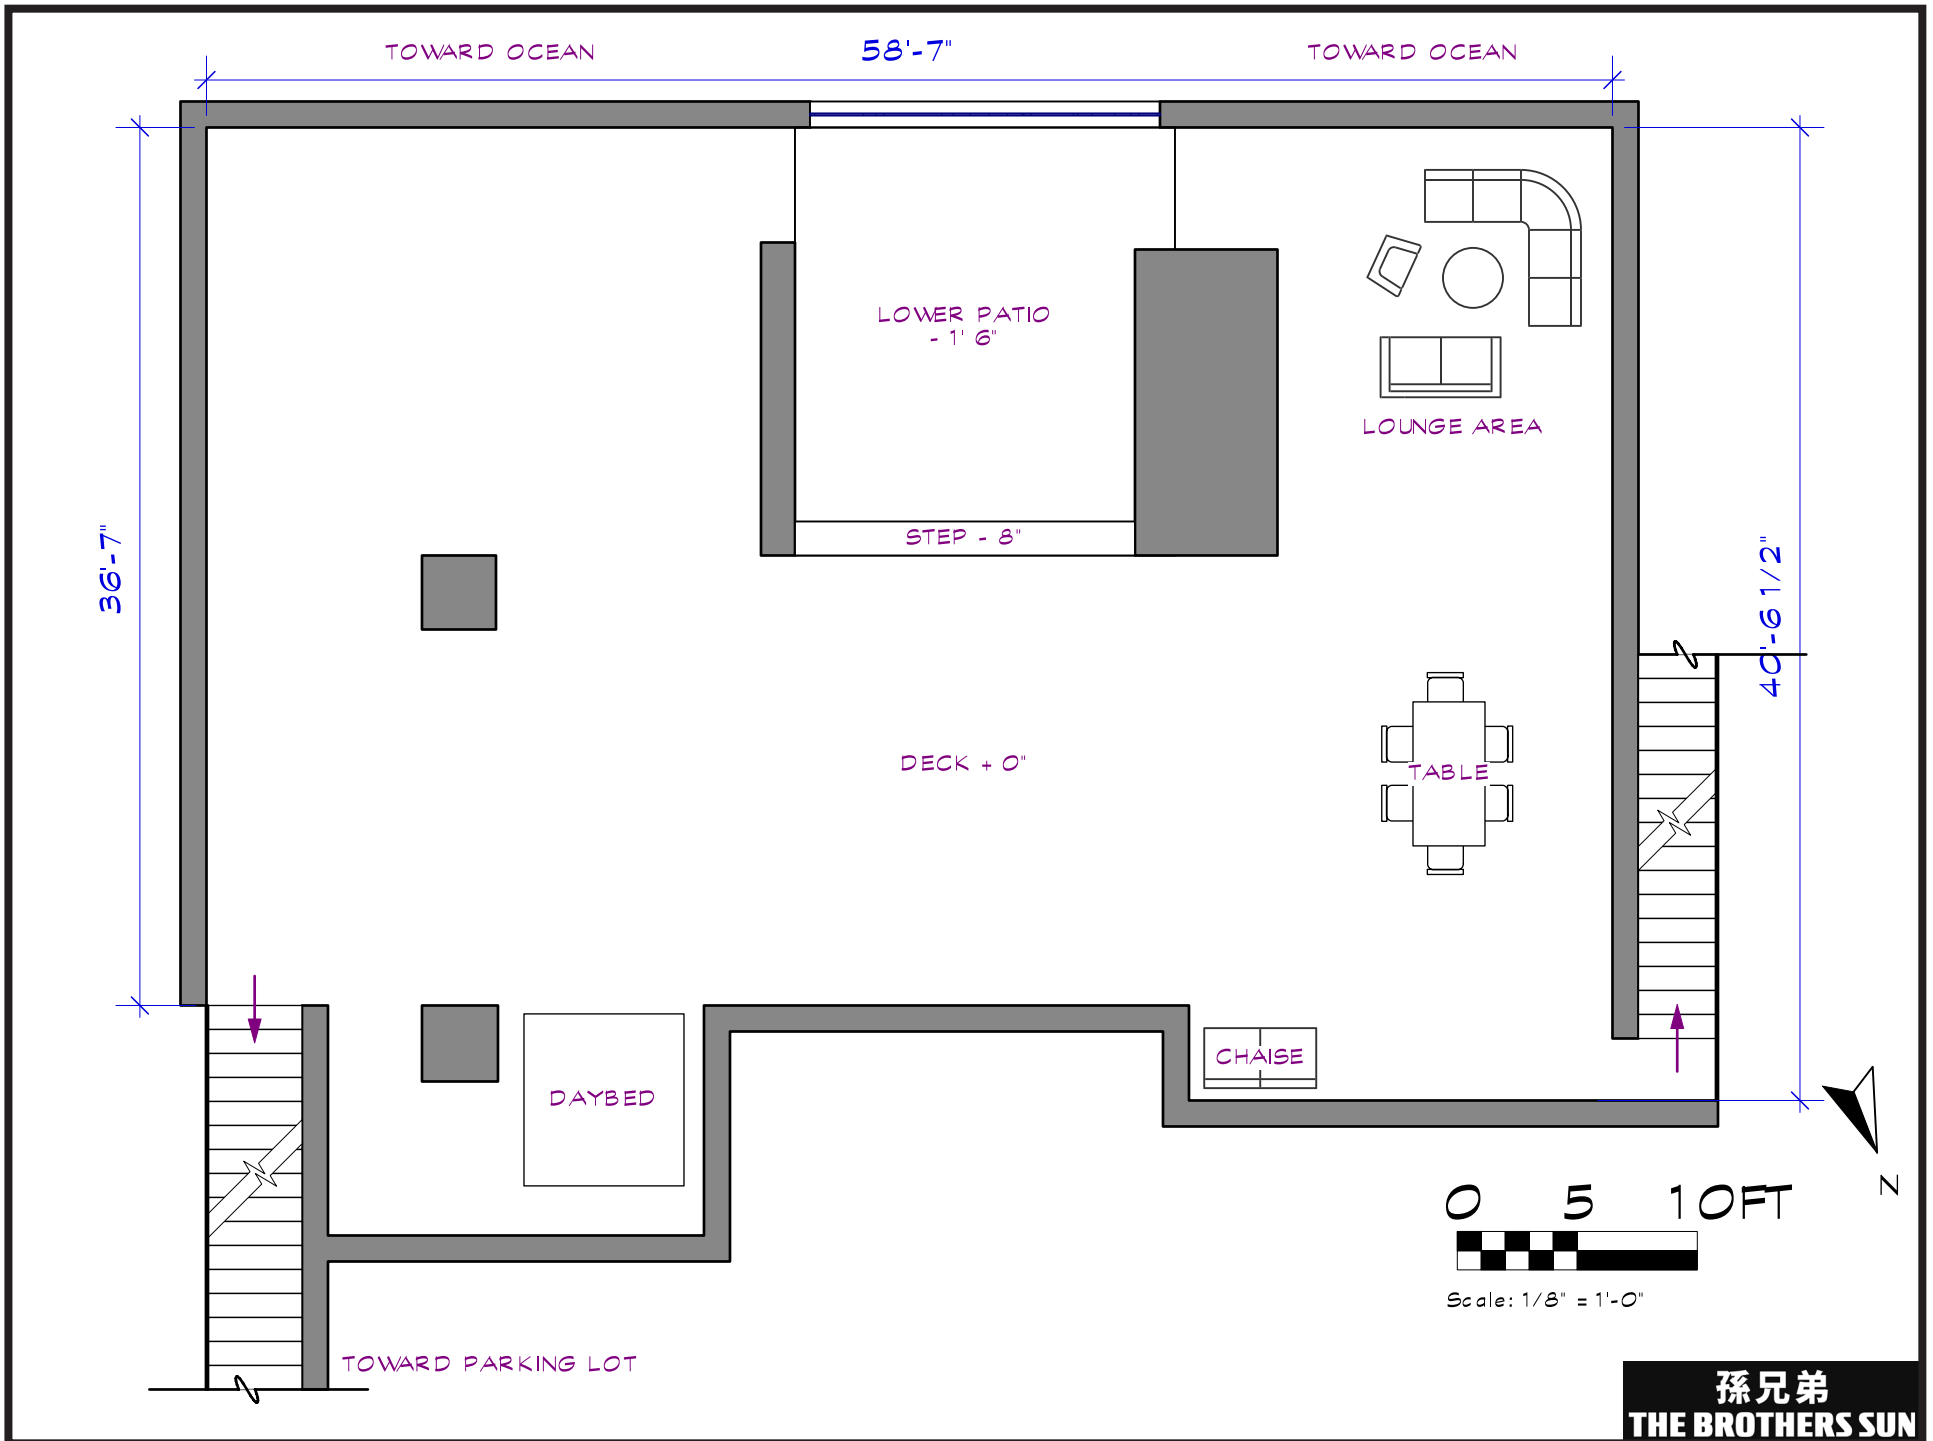 TOWARD OCEAN
58'-7"
TOWARD OCEAN
LOWER PATIO
- 1' 6"
LOUNGE AREA
STEP - 8"
36'-7"
40'-6 1/2"
DECK + 0"
TABLE
CHAISE
DAYBED
N
0 5 10FT
Scale: 1/8" = 1'-0"
TOWARD PARKING LOT
孫兄弟
THE BROTHERS SUN